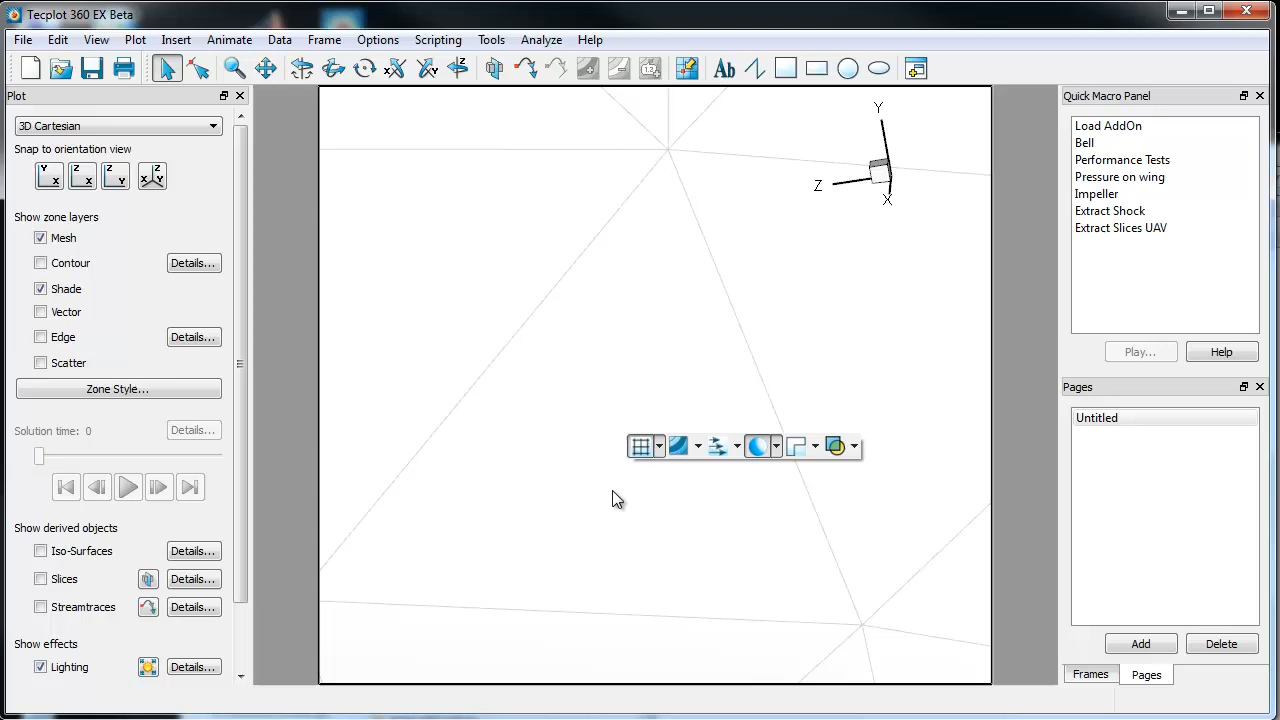 Tecplot 360 EX Beta
File Edit View Plot Insert Animate Data Frame Options Scripting Tools Analyze Help
Ab
Plot
3D Cartesian
Snap to orientation view
Y X Z X Z Y Z X Y
Show zone layers
Mesh
Contour Details...
Shade
Vector
Edge Details...
Scatter
Zone Style...
Solution time: 0 Details...
Show derived objects
Iso-Surfaces Details...
Slices Details...
Streamtraces Details...
Show effects
Lighting Details...
Y
Z
X
Quick Macro Panel
Load AddOn
Bell
Performance Tests
Pressure on wing
Impeller
Extract Shock
Extract Slices UAV
Play... Help
Pages
Untitled
Add Delete
Frames Pages